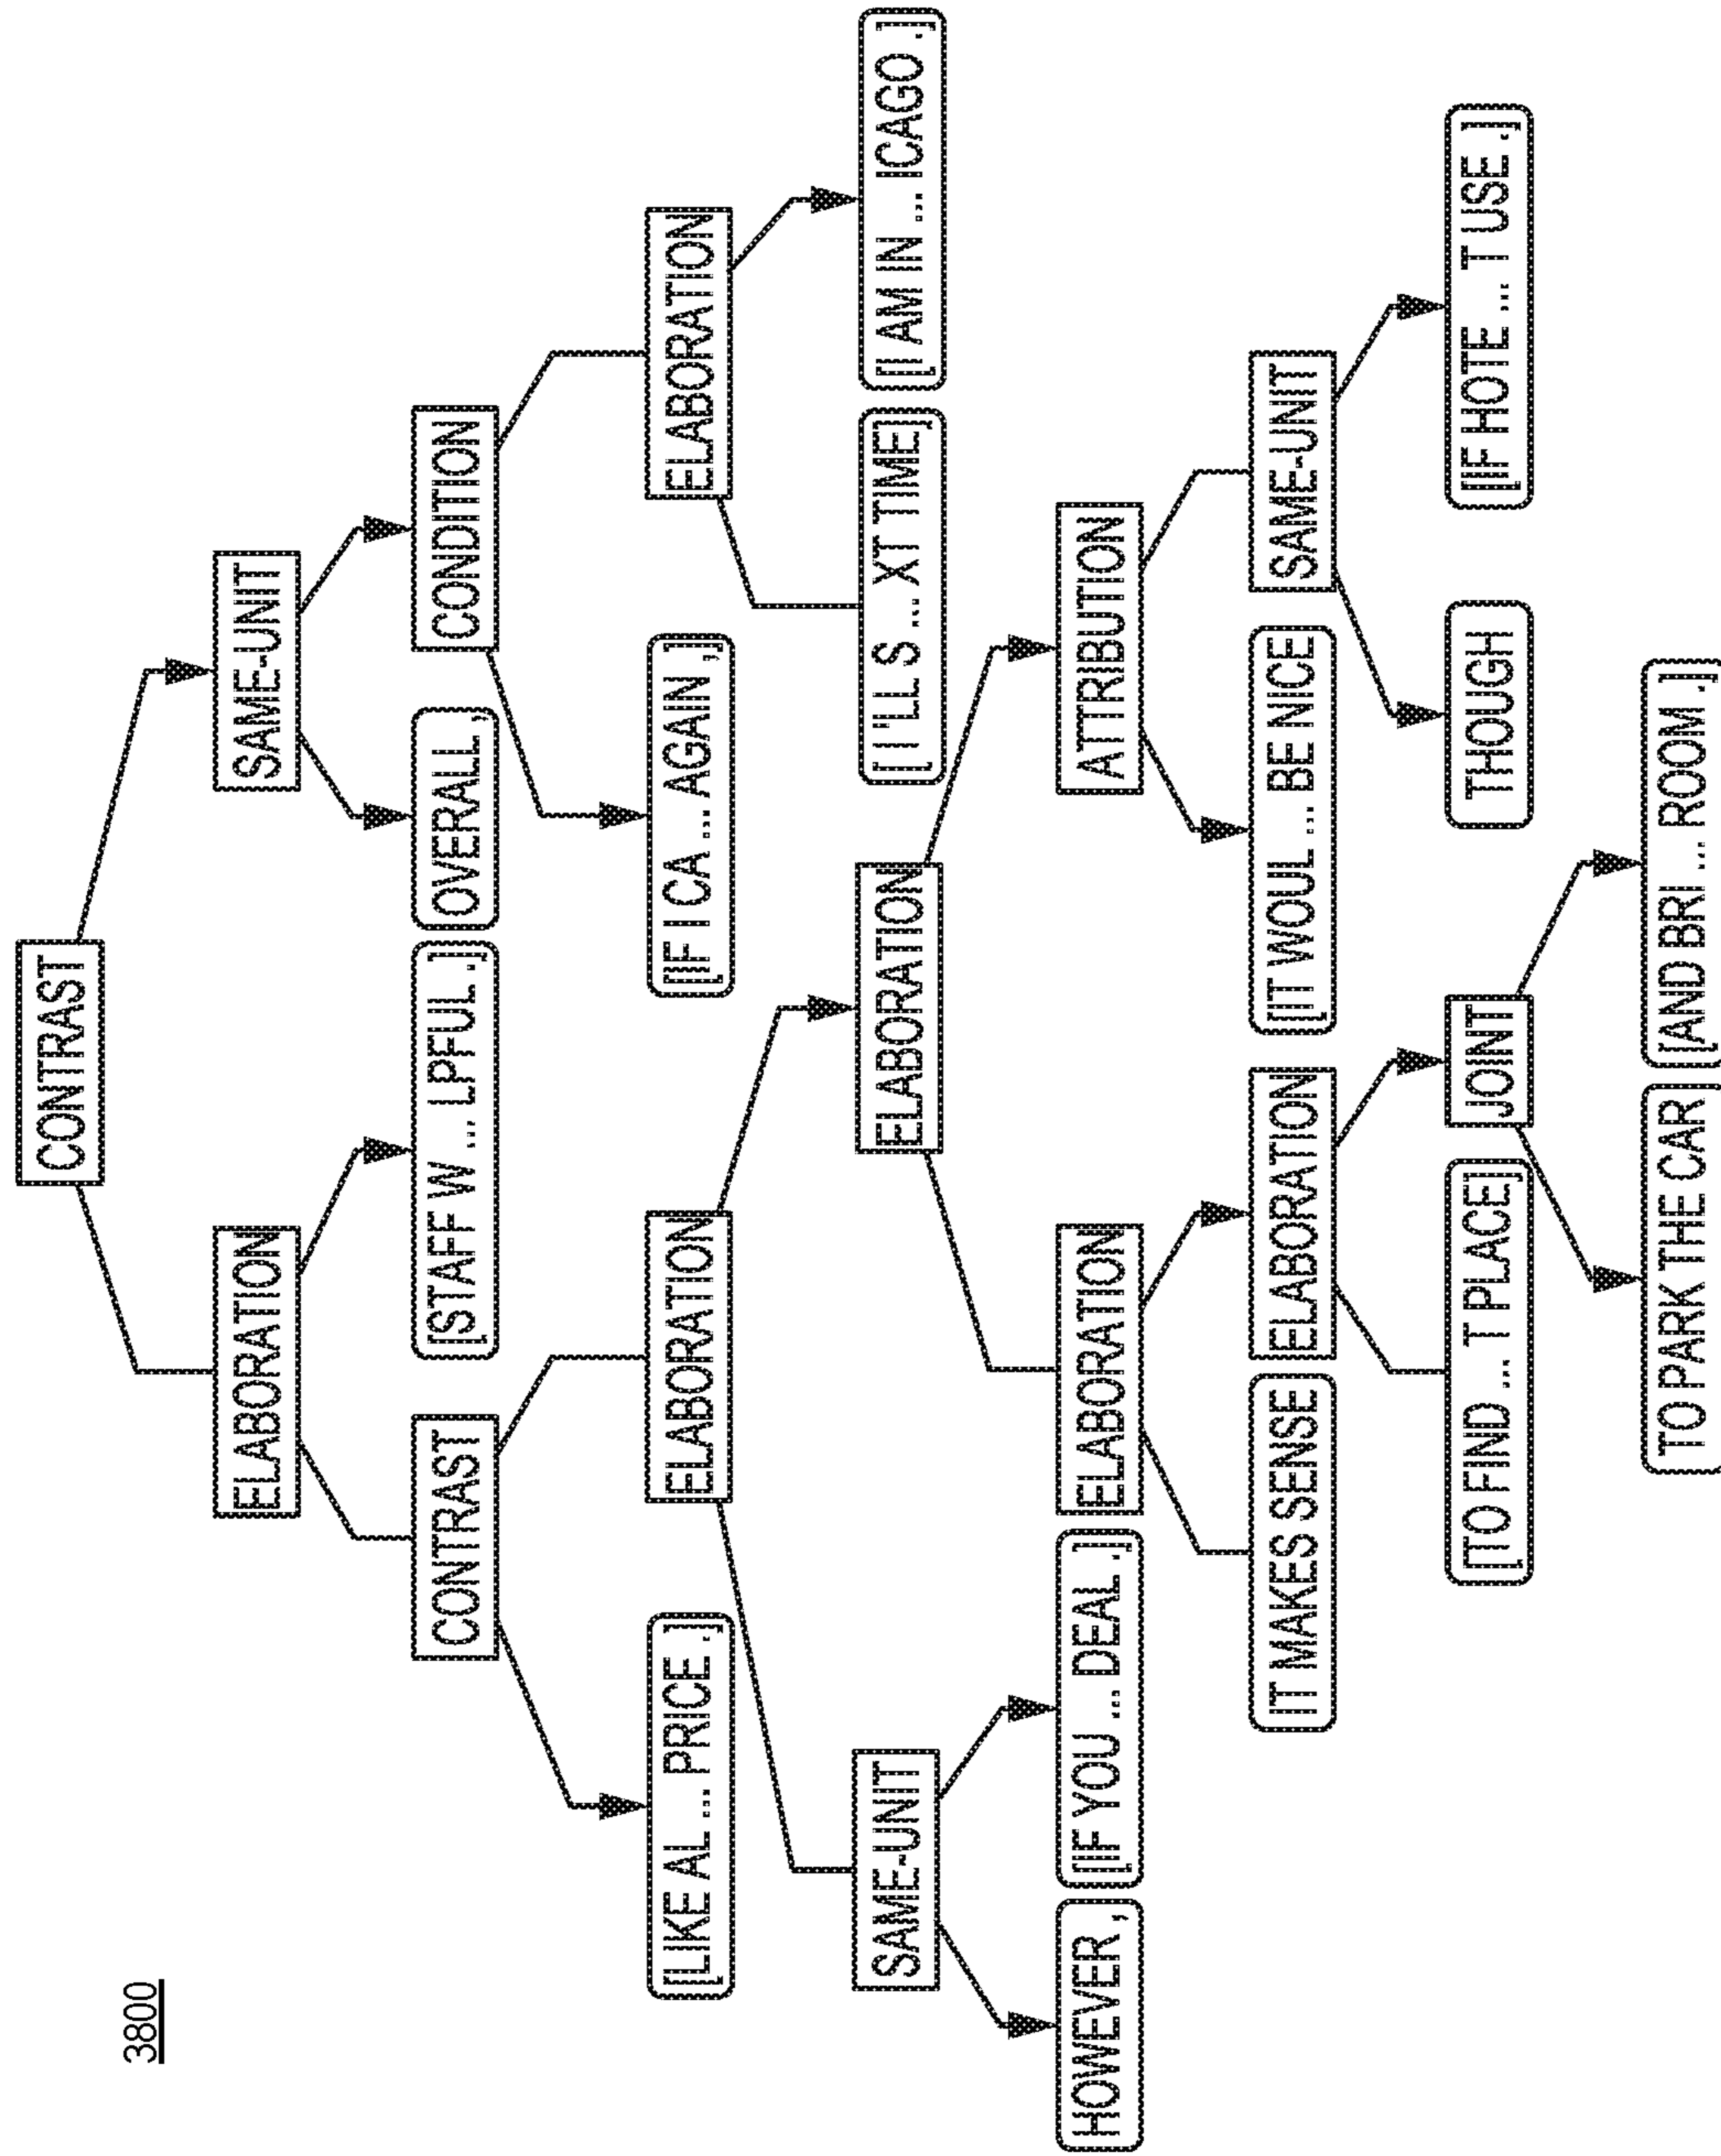 3800
CONTRAST
ELABORATION
SAME-UNIT
CONTRAST
[STAFF W ... LPFUL .]
OVERALL ,
CONDITION
[LIKE AL ... PRICE .]
ELABORATION
[IF I CA ... AGAIN ,]
ELABORATION
SAME-UNIT
ELABORATION
[ I 'LL S ... XT TIME]
[I AM IN ... ICAGO .]
HOWEVER ,
[IF YOU ... DEAL .]
ELABORATION
ATTRIBUTION
IT MAKES SENSE
ELABORATION
[IT WOUL ... BE NICE
SAME-UNIT
[TO FIND ... T PLACE]
JOINT
THOUGH
[IF HOTE ... T USE .]
TO PARK THE CAR
[AND BRI ... ROOM .]